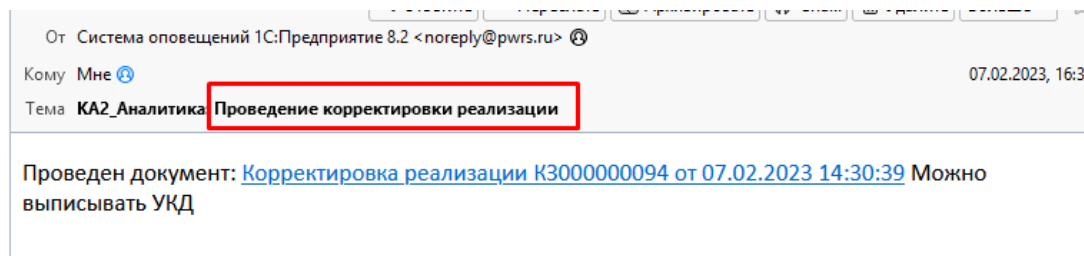 От Система оповещений 1С:Предприятие 8.2 <noreply@pwrs.ru>
Кому Мне 07.02.2023, 16:3
Тема КА2_Аналитика: Проведение корректировки реализации
Проведен документ: Корректировка реализации К3000000094 от 07.02.2023 14:30:39 Можно
выписывать УКД